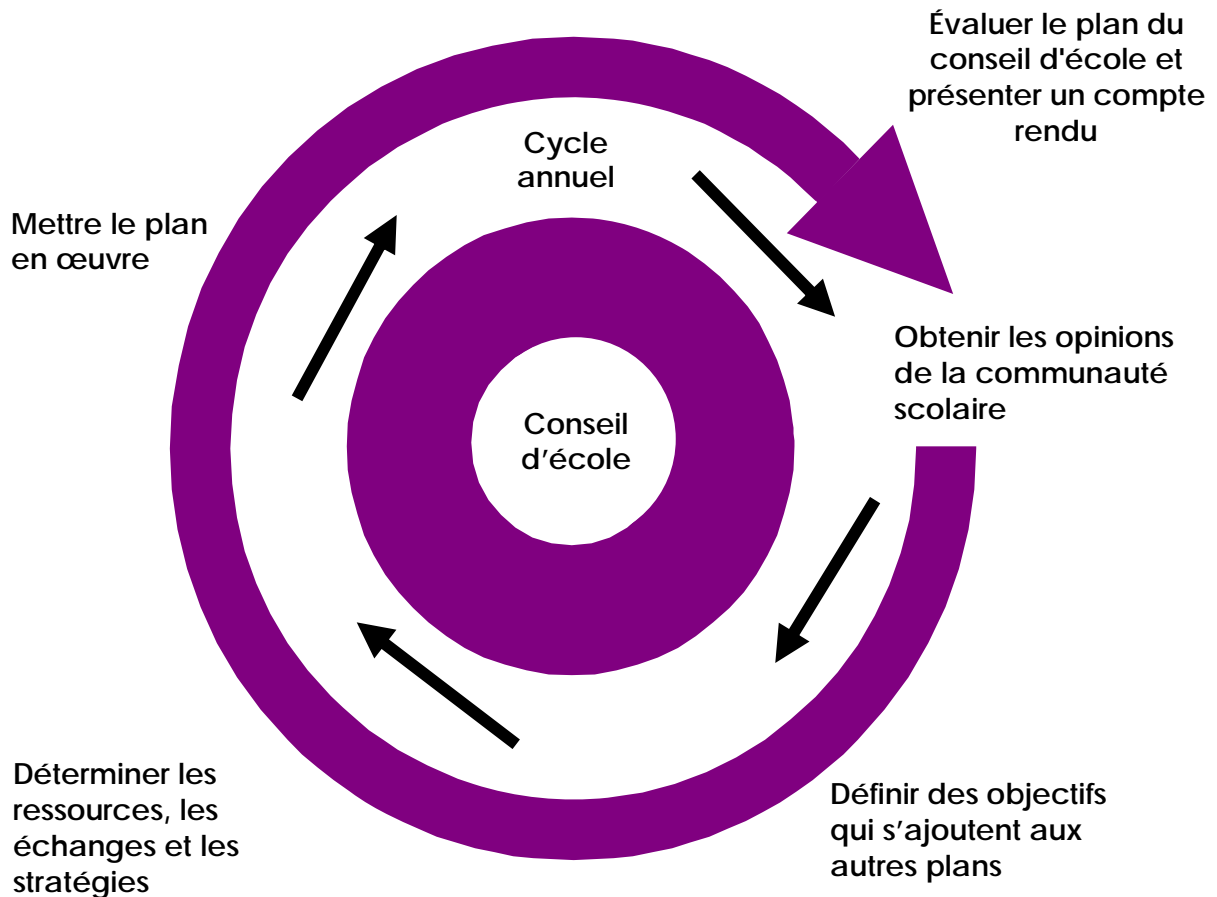 Évaluer le plan du
conseil d'école et
présenter un compte
rendu
Cycle
annuel
Mettre le plan
en œuvre
Obtenir les opinions
de la communauté
scolaire
Conseil
d’école
Déterminer les
ressources, les
échanges et les
stratégies
Définir des objectifs
qui s’ajoutent aux
autres plans